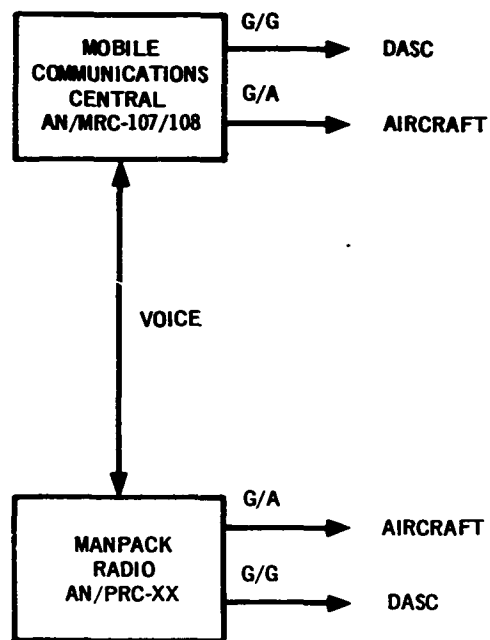 G/G
MOBILE
COMMUNICATIONS
CENTRAL
AN/MRC-107/108
DASC
G/A
AIRCRAFT
VOICE
G/A
MANPACK
RADIO
AN/PRC-XX
AIRCRAFT
G/G
DASC